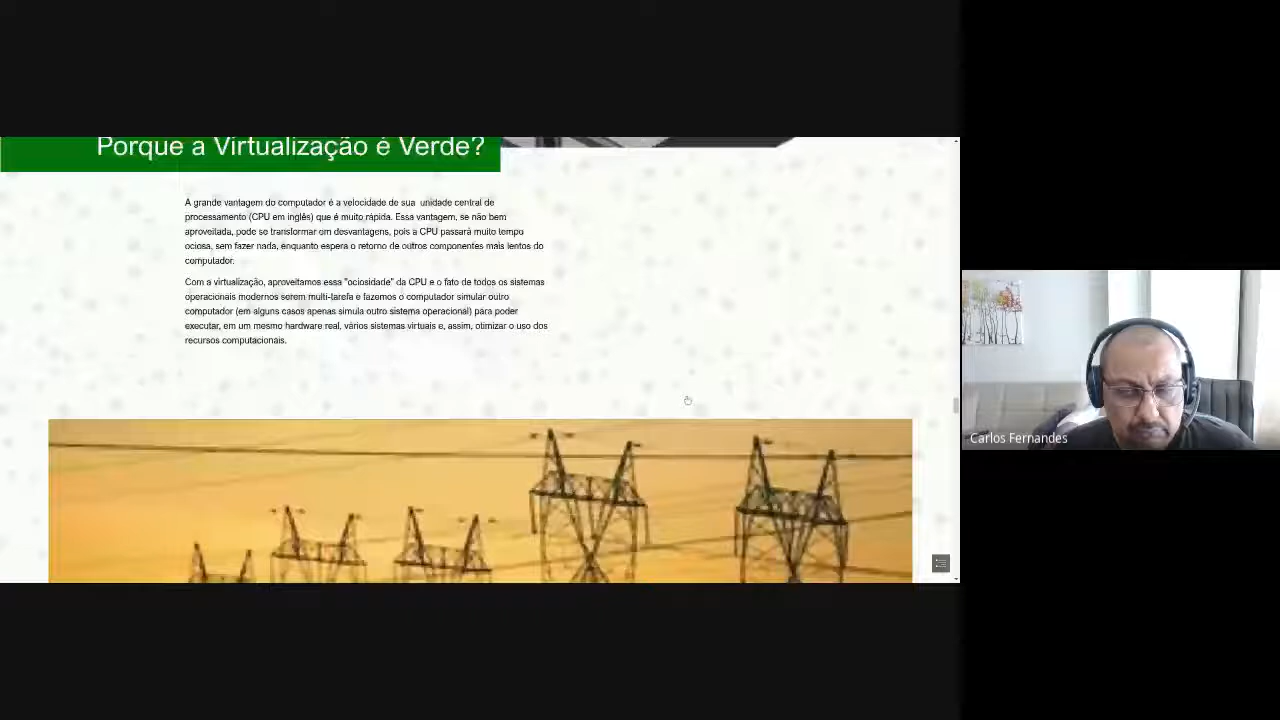 Porque a Virtualização é Verde?
A grande vantagem do computador é a velocidade de sua unidade central de
processamento (CPU em inglês) que é muito rápida. Essa vantagem, se não bem
aproveitada, pode se transformar em desvantagens, pois a CPU passará muito tempo
ociosa, sem fazer nada, enquanto espera o retorno de outros componentes mais lentos do
computador.
Com a virtualização, aproveitamos essa "ociosidade" da CPU e o fato de todos os sistemas
operacionais modernos serem multi-tarefa e fazemos o computador simular outro
computador (em alguns casos apenas simula outro sistema operacional) para poder
executar, em um mesmo hardware real, vários sistemas virtuais e, assim, otimizar o uso dos
recursos computacionais.
Carlos Fernandes